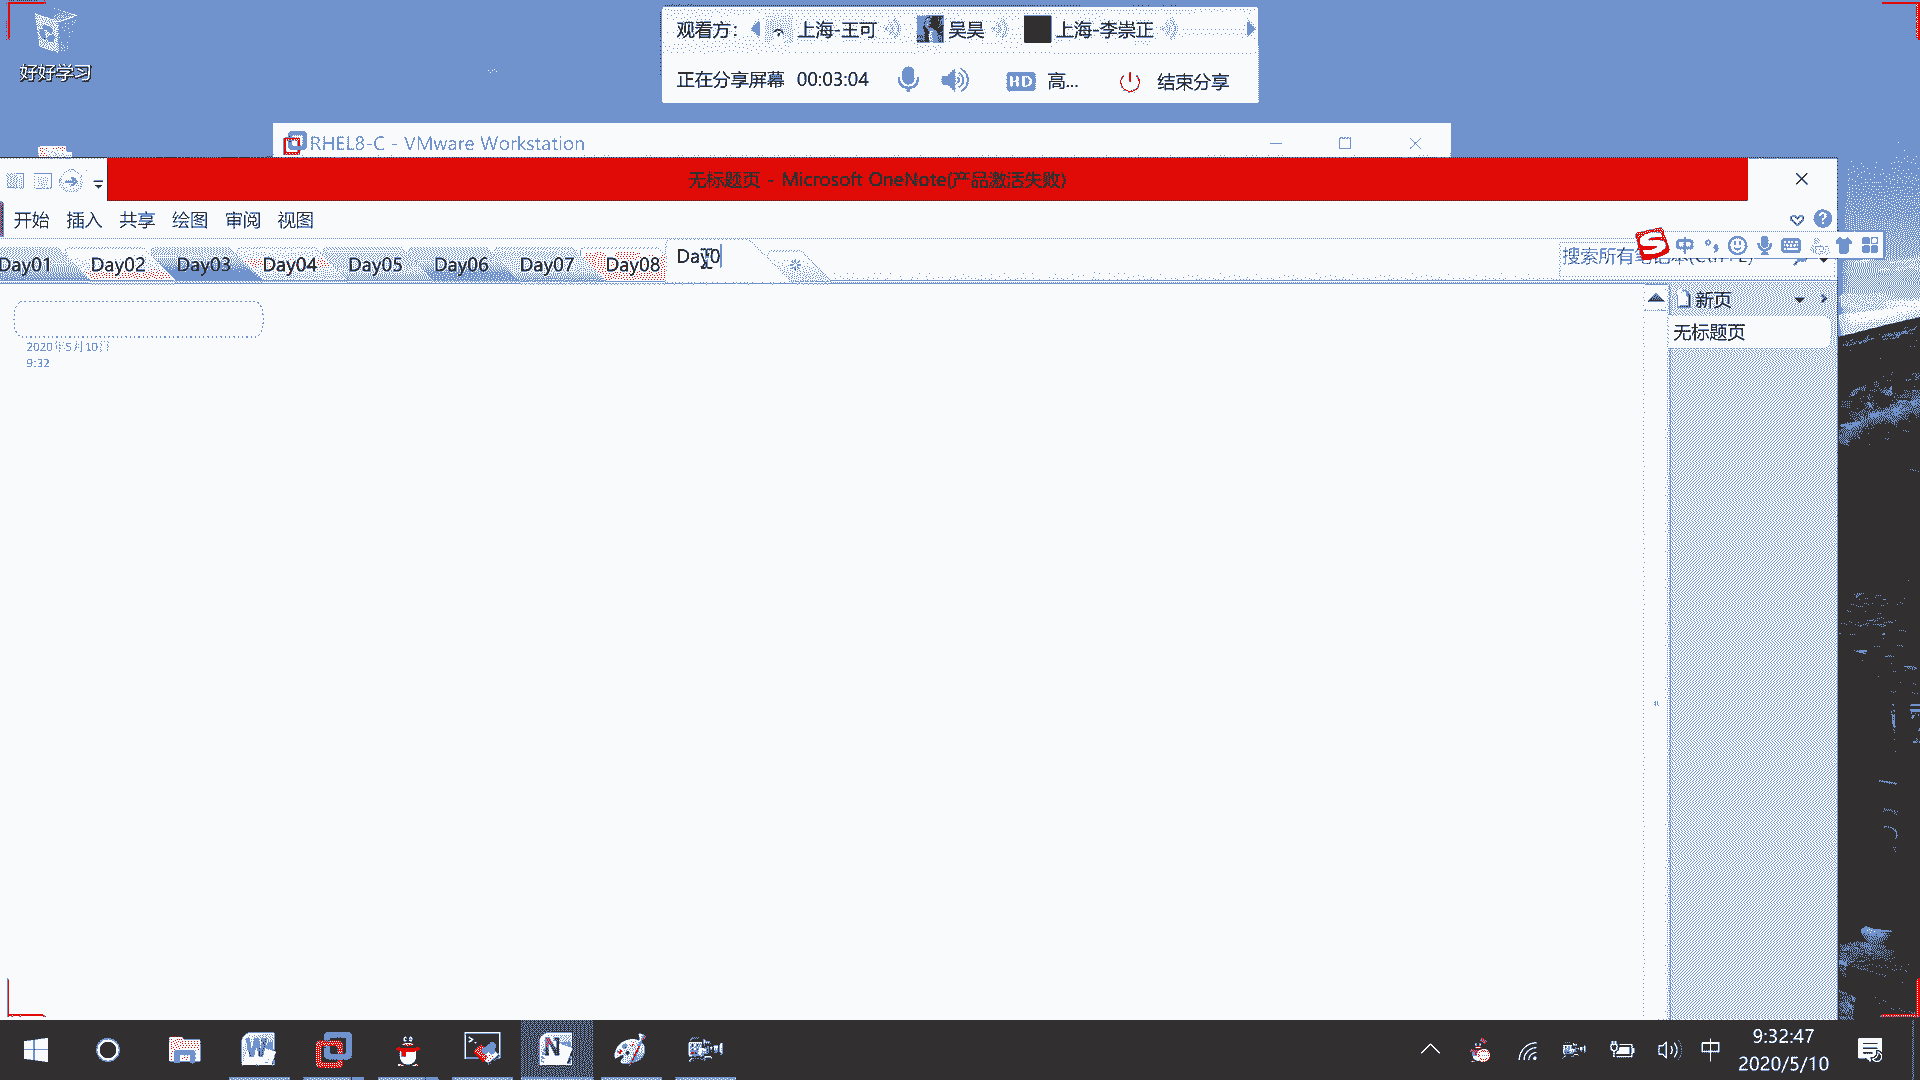 好好学习
观看方: 上海-王可 吴昊 上海-李崇正
正在分享屏幕 00:03:04 HD 高... 结束分享
RHEL8-C - VMware Workstation
无标题页 - Microsoft OneNote(产品激活失败)
开始 插入 共享 绘图 审阅 视图
Day01 Day02 Day03 Day04 Day05 Day06 Day07 Day08 Day0
搜索所有
中
新页
无标题页
2020年5月10日
9:32
中
9:32:47
2020/5/10